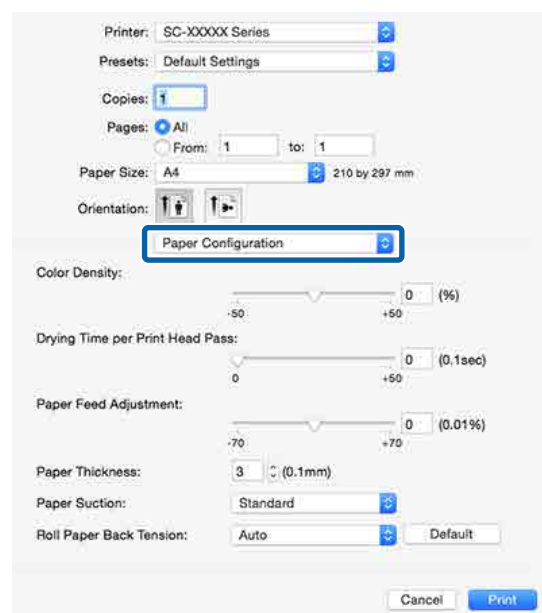 Printer: SC-XXXXX Series
Presets: Default Settings
Copies: 1
Pages: All
From: 1 to: 1
Paper Size: A4 210 by 297 mm
Orientation:
Paper Configuration
Color Density:
0 (%)
-50 +50
Drying Time per Print Head Pass:
0 (0.1sec)
0 +50
Paper Feed Adjustment:
0 (0.01%)
-70 +70
Paper Thickness: 3 (0.1mm)
Paper Suction: Standard
Roll Paper Back Tension: Auto Default
Cancel Print